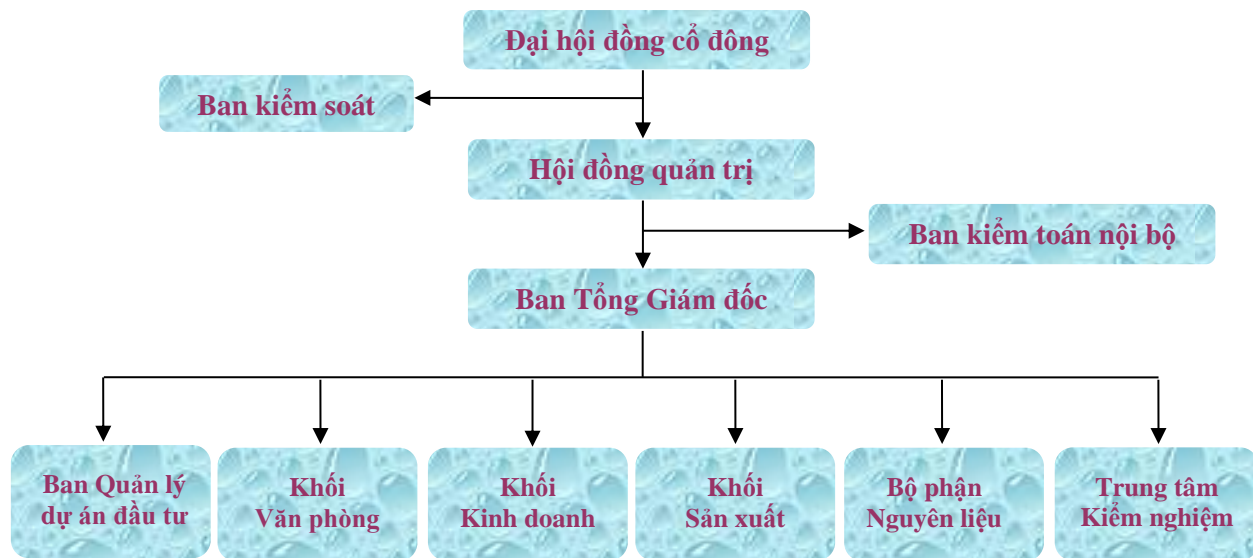 Đại hội đồng cổ đông
Ban kiểm soát
Hội đồng quản trị
Ban kiểm toán nội bộ
Ban Tổng Giám đốc
Ban Quản lý
dự án đầu tư
Khối
Văn phòng
Khối
Kinh doanh
Khối
Sản xuất
Bộ phận
Nguyên liệu
Trung tâm
Kiểm nghiệm